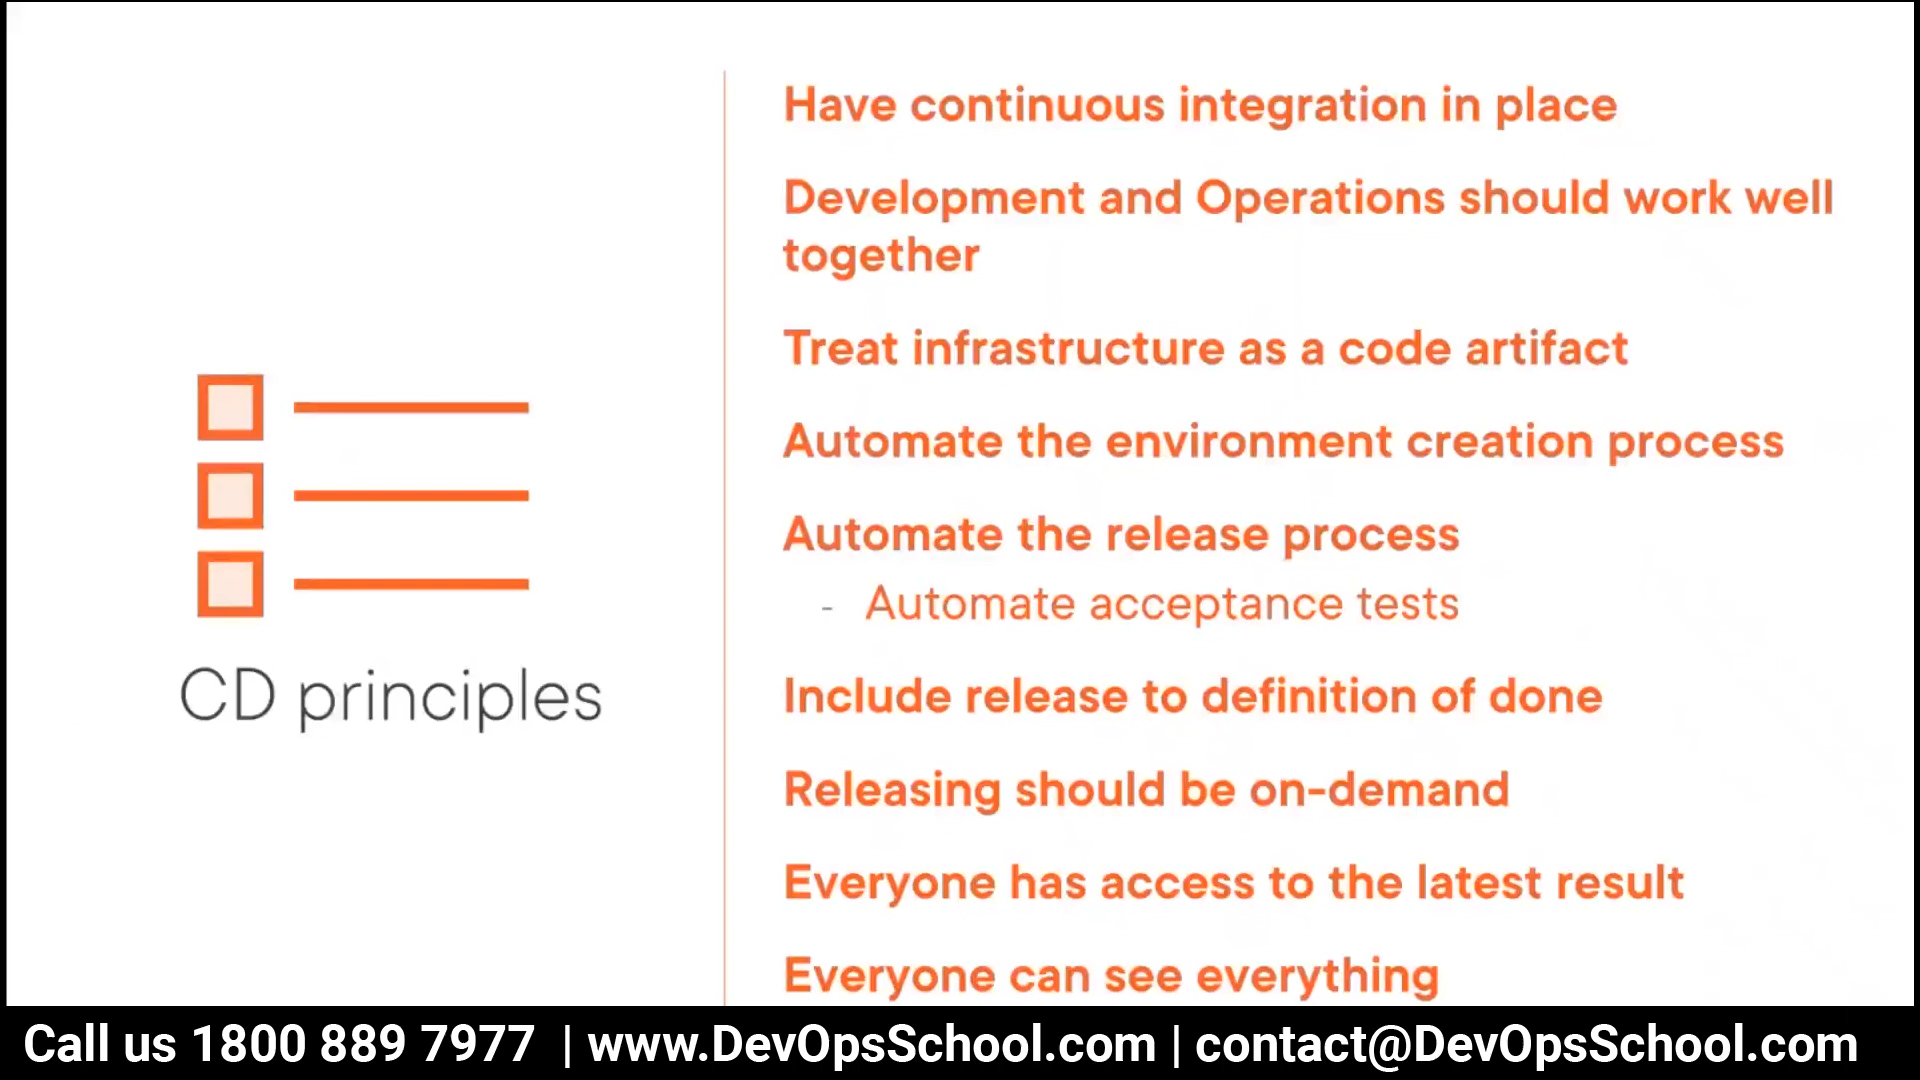 Have continuous integration in place
Development and Operations should work well
together
Treat infrastructure as a code artifact
Automate the environment creation process
Automate the release process
- Automate acceptance tests
CD principles
Include release to definition of done
Releasing should be on-demand
Everyone has access to the latest result
Everyone can see everything
Call us 1800 889 7977 | www.DevOpsSchool.com | contact@DevOpsSchool.com